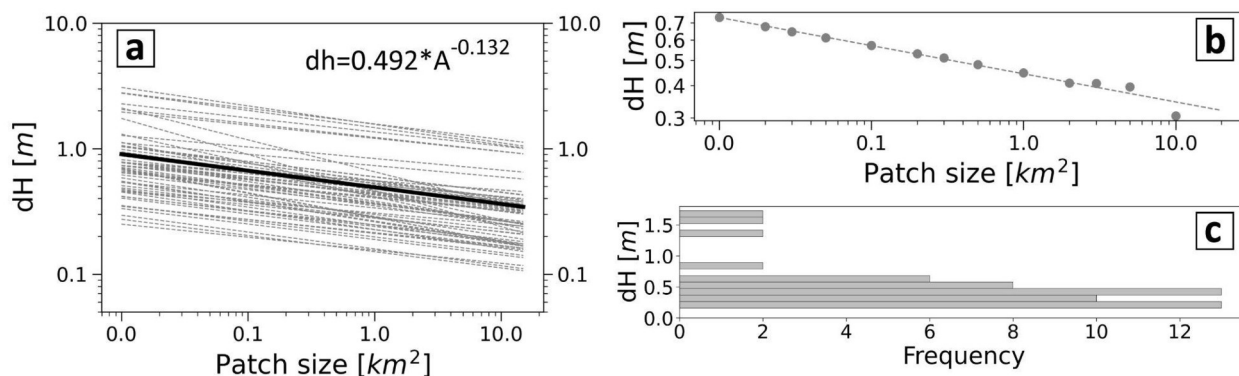 a
dh=0.492*A^-0.132
10.0
1.0
0.1
dH [m]
10.0
1.0
0.1
0.0 0.1 1.0 10.0
Patch size [km²]
b
dH [m]
0.7
0.6
0.5
0.4
0.3
0.0 0.1 1.0 10.0
Patch size [km²]
c
dH [m]
1.5
1.0
0.5
0.0
0 2 4 6 8 10 12
Frequency